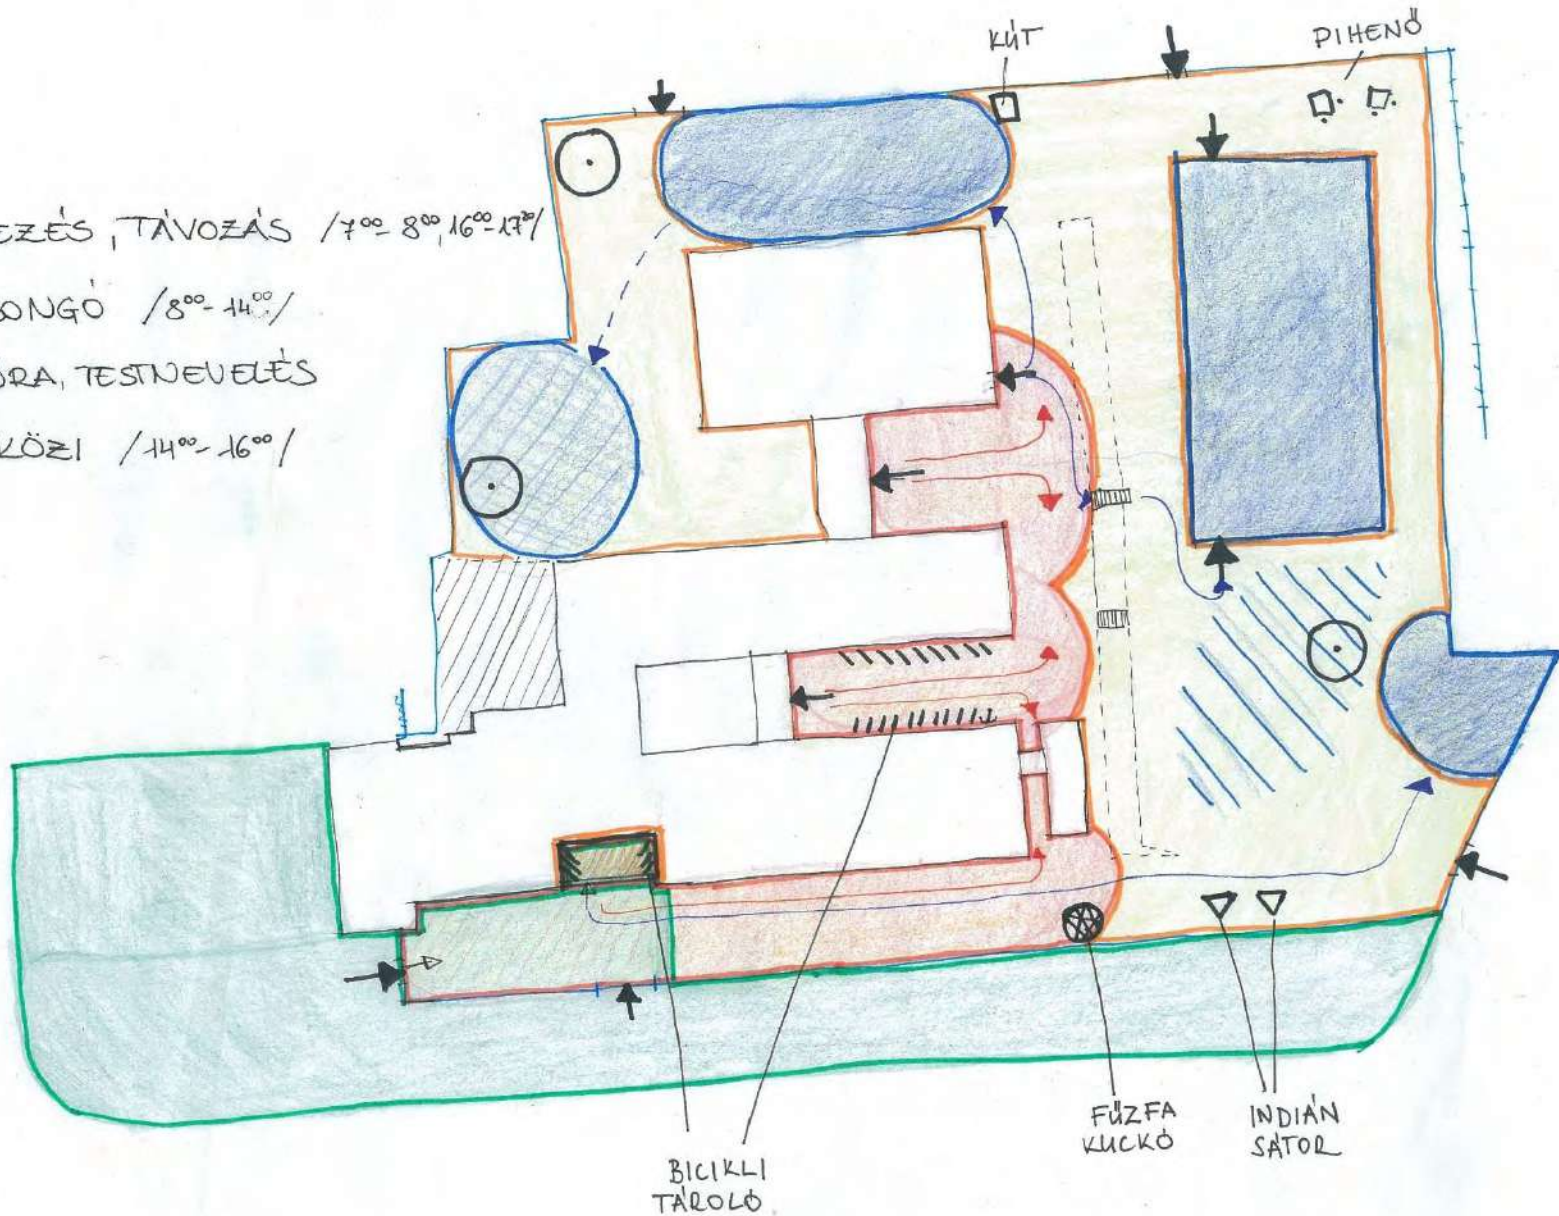 KÚT
PIHENŐ
EZÉS, TÁVOZÁS /7⁰⁰- 8⁰⁰, 16⁰⁰-17³⁰/
ONGÓ /8⁰⁰- 14⁰⁰/
ÓRA, TESTNEVELÉS
KÖZI /14⁰⁰- 16⁰⁰/
FŰZFA
KUCKÓ
INDIÁN
SÁTOR
BICIKLI
TÁROLÓ